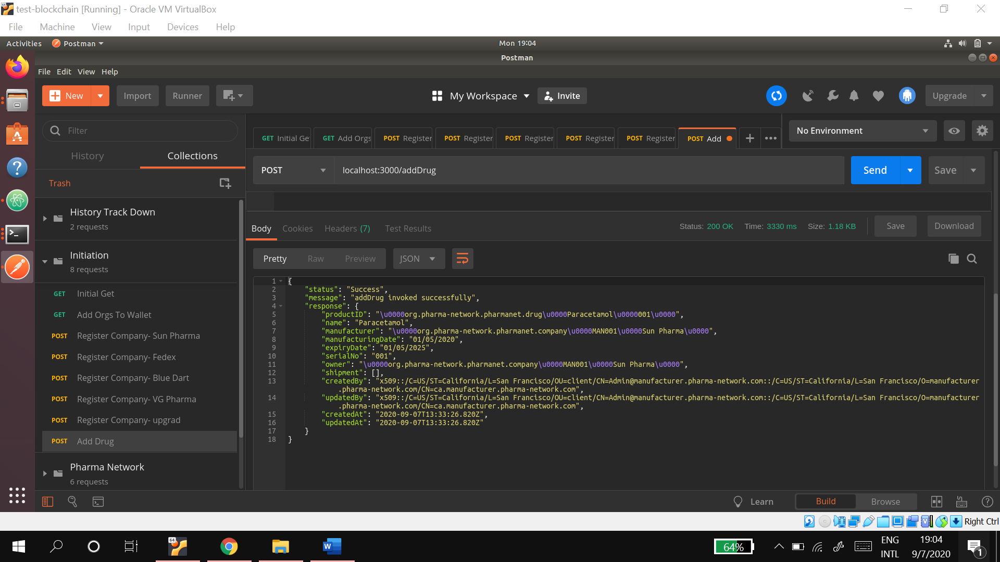 test-blockchain [Running] - Oracle VM VirtualBox
File Machine View Input Devices Help
Activities Postman Mon 19:04
Postman
File Edit View Help
New Import Runner My Workspace Invite Upgrade
Filter
GET Initial Ge GET Add Orgs POST Register POST Register POST Register POST Register POST Register POST Add No Environment
History Collections
POST localhost:3000/addDrug Send Save
Trash
History Track Down
2 requests
Body Cookies Headers (7) Test Results Status: 200 OK Time: 3330 ms Size: 1.18 KB Save Download
Initiation
8 requests
Pretty Raw Preview JSON
GET Initial Get
GET Add Orgs To Wallet
POST Register Company- Sun Pharma
POST Register Company- Fedex
POST Register Company- Blue Dart
POST Register Company- VG Pharma
POST Register Company- upgrad
POST Add Drug
Pharma Network
6 requests
1 {
2 "status": "Success",
3 "message": "addDrug invoked successfully",
4 "response": {
5 "productID": "\u0000org.pharma-network.pharmanet.drug\u0000Paracetamol\u0000001\u0000",
6 "name": "Paracetamol",
7 "manufacturer": "\u0000org.pharma-network.pharmanet.company\u0000MAN001\u0000Sun Pharma\u0000",
8 "manufacturingDate": "01/05/2020",
9 "expiryDate": "01/05/2025",
10 "serialNo": "001",
11 "owner": "\u0000org.pharma-network.pharmanet.company\u0000MAN001\u0000Sun Pharma\u0000",
12 "shipment": [],
13 "createdBy": "x509::/C=US/ST=California/L=San Francisco/OU=client/CN=Admin@manufacturer.pharma-network.com::/C=US/ST=California/L=San Francisco/O=manufacturer
.pharma-network.com/CN=ca.manufacturer.pharma-network.com",
14 "updatedBy": "x509::/C=US/ST=California/L=San Francisco/OU=client/CN=Admin@manufacturer.pharma-network.com::/C=US/ST=California/L=San Francisco/O=manufacturer
.pharma-network.com/CN=ca.manufacturer.pharma-network.com",
15 "createdAt": "2020-09-07T13:33:26.820Z",
16 "updatedAt": "2020-09-07T13:33:26.820Z"
17 }
18 }
Learn Build Browse
Right Ctrl
64
64% ENG 19:04
INTL 9/7/2020 1